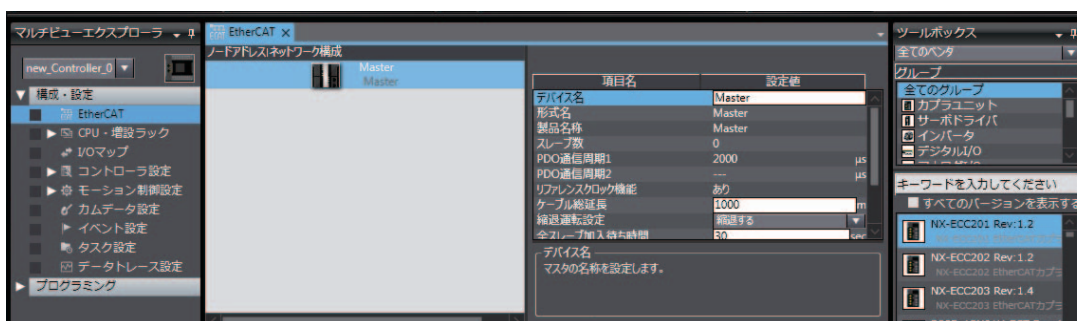 マルチビューエクスプローラ
new_Controller_0
構成・設定
EtherCAT
CPU・増設ラック
I/Oマップ
コントローラ設定
モーション制御設定
カムデータ設定
イベント設定
タスク設定
データトレース設定
プログラミング
EtherCAT
ノードアドレス|ネットワーク構成
Master
Master
項目名 設定値
デバイス名 Master
形式名 Master
製品名称 Master
スレーブ数 0
PDO通信周期1 2000 μs
PDO通信周期2 --- μs
リファレンスクロック機能 あり
ケーブル総延長 1000 m
縮退運転設定 縮退する
全スレーブ加入待ち時間 30 sec
デバイス名
マスタの名称を設定します。
ツールボックス
全てのベンダ
グループ
全てのグループ
カプラユニット
サーボドライバ
インバータ
デジタルI/O
キーワードを入力してください
すべてのバージョンを表示する
NX-ECC201 Rev:1.2
NX-ECC202 Rev:1.2
NX-ECC202 EtherCATカプラ
NX-ECC203 Rev:1.4
NX-ECC203 EtherCATカプラ